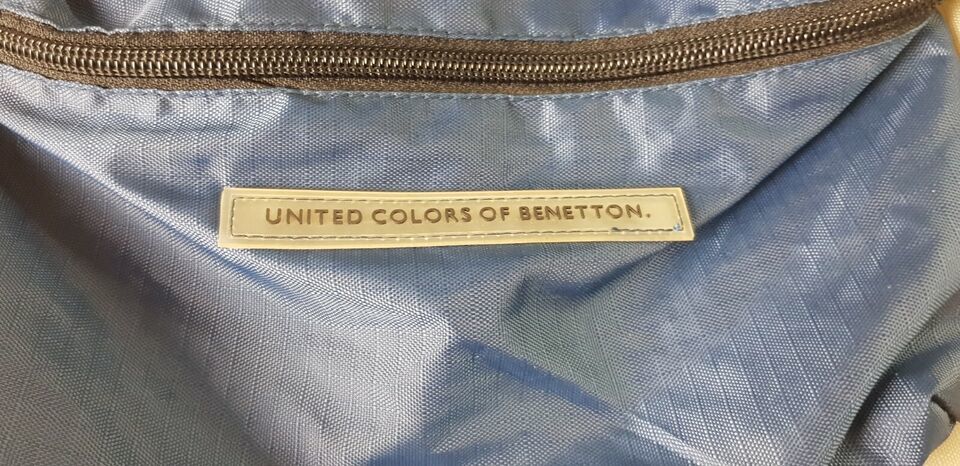 UNITED COLORS OF BENETTON.